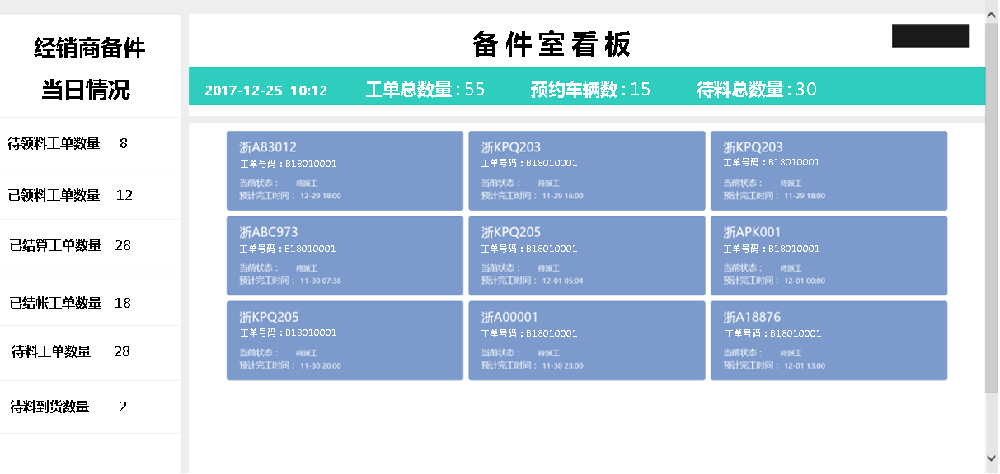 经销商备件
当日情况
待领料工单数量 8
已领料工单数量 12
已结算工单数量 28
已结帐工单数量 18
待料工单数量 28
待料到货数量 2
备件室看板
2017-12-25 10:12 工单总数量:55 预约车辆数:15 待料总数量:30
浙A83012
工单号码:B18010001
当前状态: 待派工
预计完工时间: 12-29 18:00
浙KPQ203
工单号码:B18010001
当前状态: 待派工
预计完工时间: 11-29 16:00
浙KPQ203
工单号码:B18010001
当前状态: 待派工
预计完工时间: 11-29 18:00
浙ABC973
工单号码:B18010001
当前状态: 待派工
预计完工时间: 11-30 07:38
浙KPQ205
工单号码:B18010001
当前状态: 待派工
预计完工时间: 12-01 05:04
浙APK001
工单号码:B18010001
当前状态: 待派工
预计完工时间: 12-01 00:00
浙KPQ205
工单号码:B18010001
当前状态: 待派工
预计完工时间: 11-30 20:00
浙A00001
工单号码:B18010001
当前状态: 待派工
预计完工时间: 11-30 23:00
浙A18876
工单号码:B18010001
当前状态: 待派工
预计完工时间: 12-01 13:00